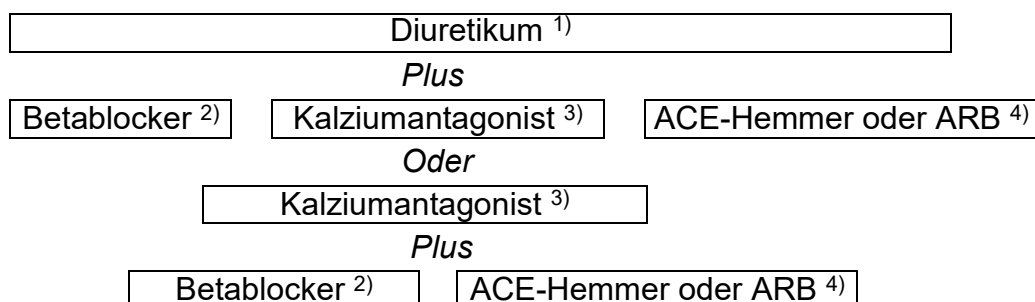 Diuretikum 1)
Plus
Betablocker 2) Kalziumantagonist 3) ACE-Hemmer oder ARB 4)
Oder
Kalziumantagonist 3)
Plus
Betablocker 2) ACE-Hemmer oder ARB 4)